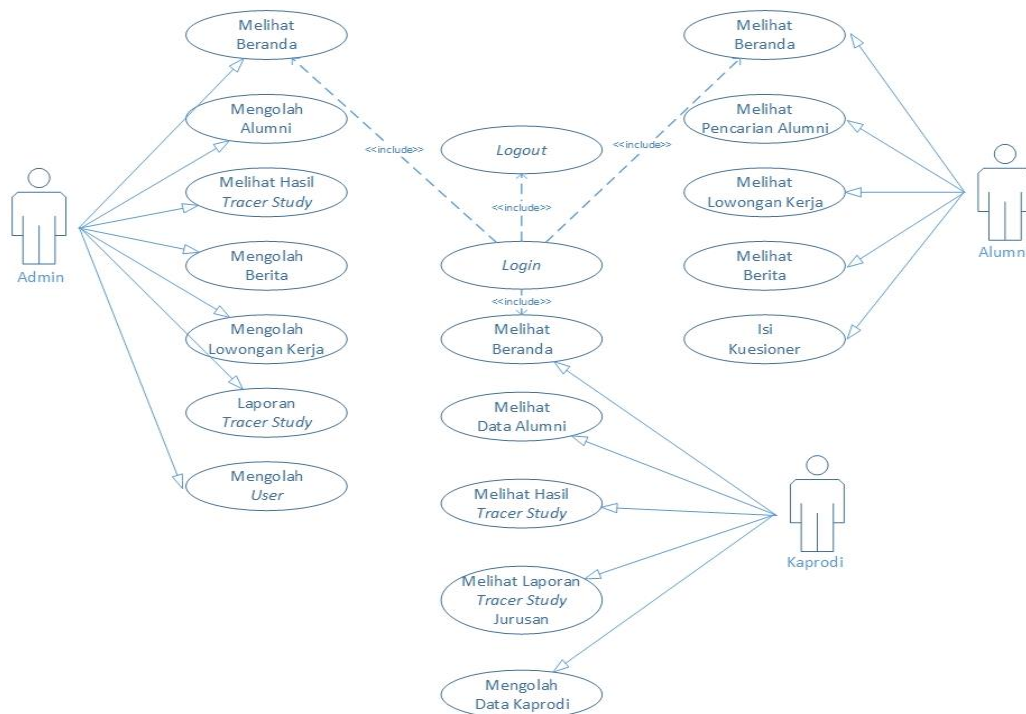 Melihat
Beranda
Mengolah
Alumni
Melihat Hasil
Tracer Study
Mengolah
Berita
Mengolah
Lowongan Kerja
Laporan
Tracer Study
Mengolah
User
Admin
<<include>>
Logout
<<include>>
<<include>>
Login
<<include>>
Melihat
Beranda
Melihat
Data Alumni
Melihat Hasil
Tracer Study
Melihat Laporan
Tracer Study
Jurusan
Mengolah
Data Kaprodi
Melihat
Beranda
Melihat
Pencarian Alumni
Melihat
Lowongan Kerja
Melihat
Berita
Isi
Kuesioner
Alumn
Kaprodi